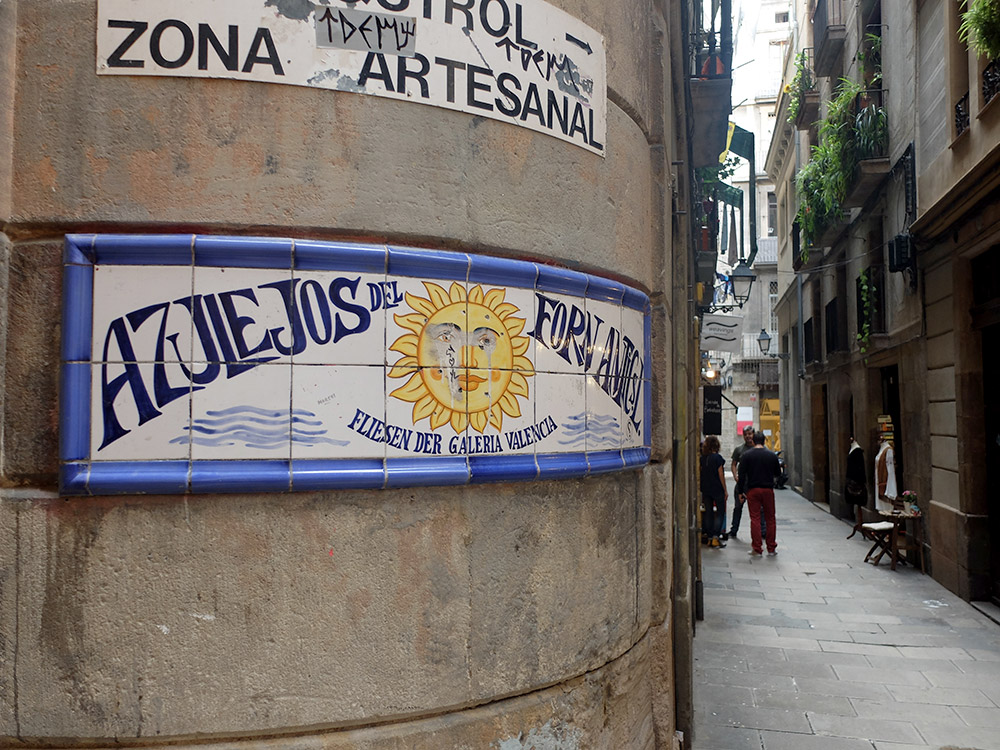 ZONA ARTESANAL
AZULEJOS DEL FORN ANTIC
FLIESEN DER GALERIA VALENCIA